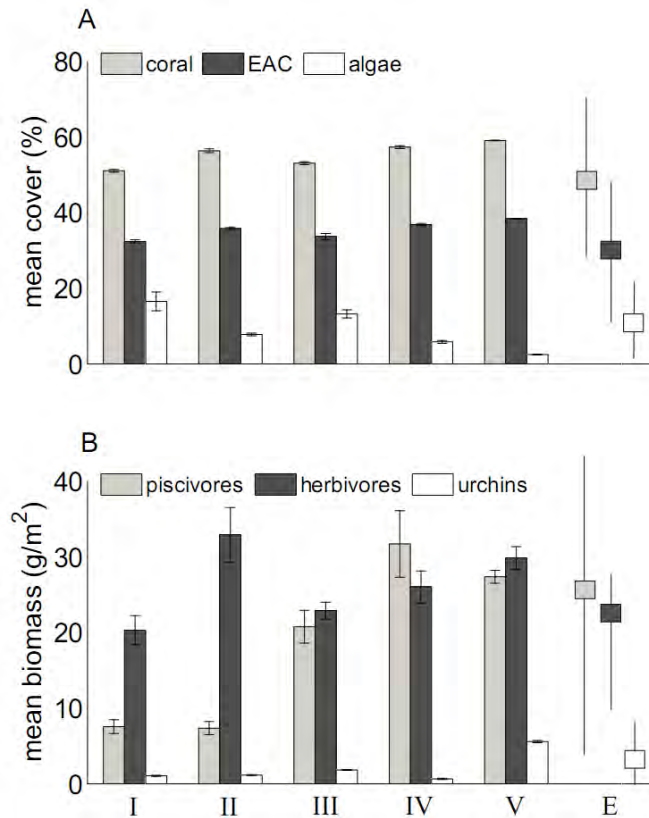 A
80
coral EAC algae
60
mean cover (%)
40
20
0
B
40
piscivores herbivores urchins
30
mean biomass (g/m²)
20
10
0
I II III IV V E